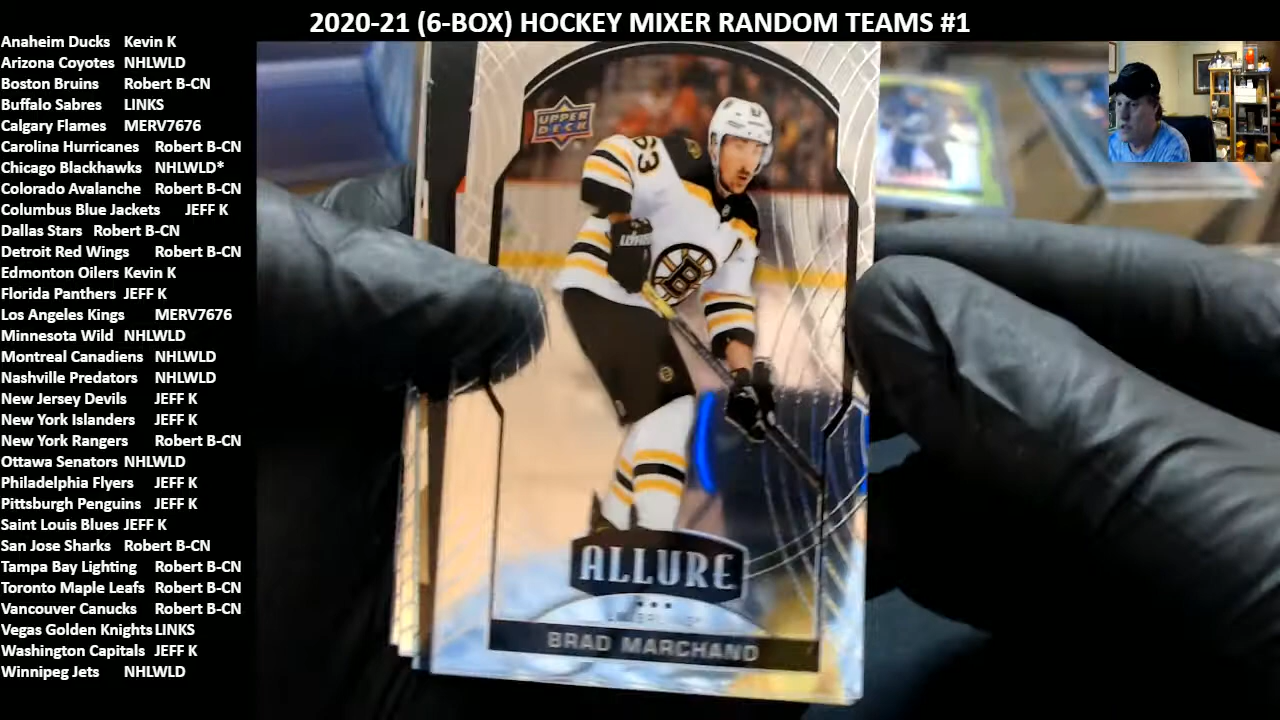 2020-21 (6-BOX) HOCKEY MIXER RANDOM TEAMS #1
Anaheim Ducks Kevin K
Arizona Coyotes NHLWLD
Boston Bruins Robert B-CN
Buffalo Sabres LINKS
Calgary Flames MERV7676
Carolina Hurricanes Robert B-CN
Chicago Blackhawks NHLWLD*
Colorado Avalanche Robert B-CN
Columbus Blue Jackets JEFF K
Dallas Stars Robert B-CN
Detroit Red Wings Robert B-CN
Edmonton Oilers Kevin K
Florida Panthers JEFF K
Los Angeles Kings MERV7676
Minnesota Wild NHLWLD
Montreal Canadiens NHLWLD
Nashville Predators NHLWLD
New Jersey Devils JEFF K
New York Islanders JEFF K
New York Rangers Robert B-CN
Ottawa Senators NHLWLD
Philadelphia Flyers JEFF K
Pittsburgh Penguins JEFF K
Saint Louis Blues JEFF K
San Jose Sharks Robert B-CN
Tampa Bay Lighting Robert B-CN
Toronto Maple Leafs Robert B-CN
Vancouver Canucks Robert B-CN
Vegas Golden Knights LINKS
Washington Capitals JEFF K
Winnipeg Jets NHLWLD
UPPER
DECK
63
B
ALLURE
BRAD MARCHAND